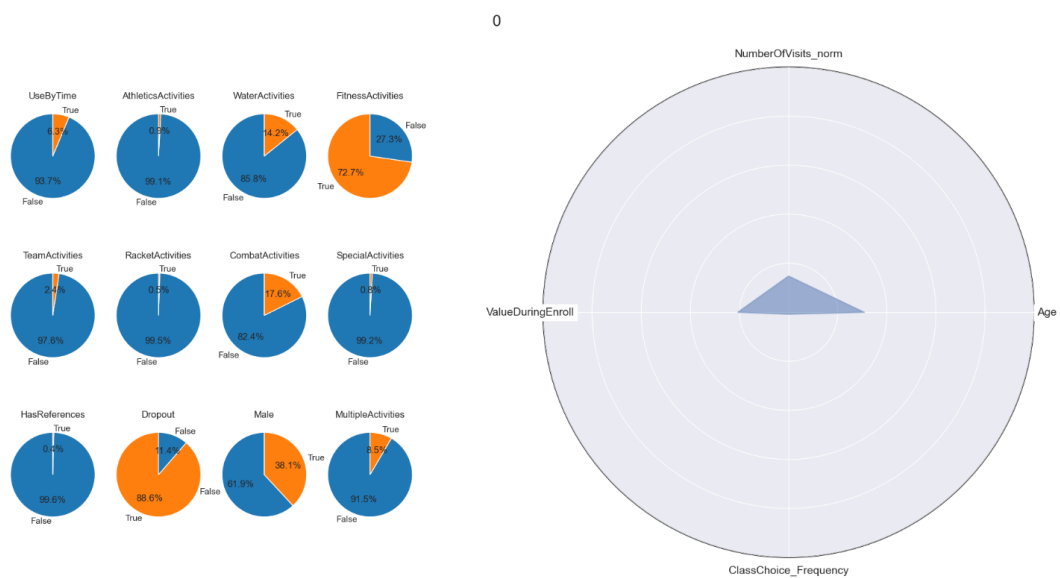 0
UseByTime
True
6.3%
93.7%
False
AthleticsActivities
True
0.9%
99.1%
False
WaterActivities
True
14.2%
85.8%
False
FitnessActivities
False
27.3%
72.7%
True
TeamActivities
True
2.4%
97.6%
False
RacketActivities
True
0.5%
99.5%
False
CombatActivities
True
17.6%
82.4%
False
SpecialActivities
True
0.8%
99.2%
False
HasReferences
True
0.4%
99.6%
False
Dropout
False
11.4%
88.6%
True
Male
True
38.1%
61.9%
False
MultipleActivities
True
8.5%
91.5%
False
NumberOfVisits_norm
ValueDuringEnroll
Age
ClassChoice_Frequency